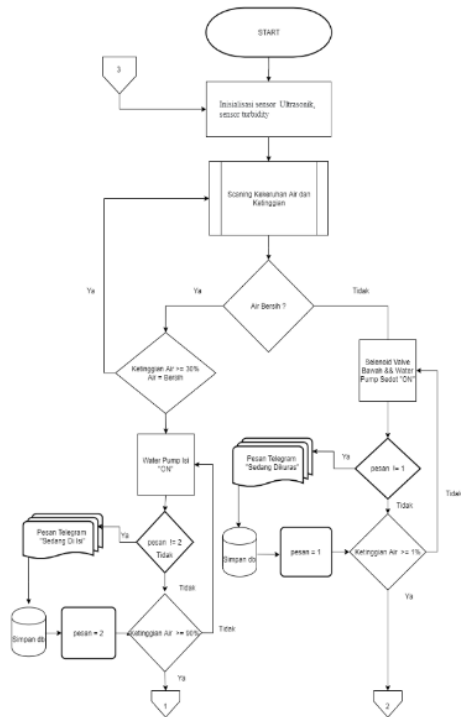 START
3
Inisialisasi sensor Ultrasonik,
sensor turbidity
Scaning Kekeruhan Air dan
Ketinggian
Ya
Ya
Air Bersih ?
Tidak
Ketinggian Air >= 30%
Air = Bersih
Selenoid Valve
Bawah && Water
Pump Sedot "ON"
Water Pump Isi
"ON"
Pesan Telegram
"Sedang Dikuras"
Ya
pesan != 1
Tidak
Tidak
Pesan Telegram
"Sedang Di Isi"
Ya
pesan != 2
Tidak
Simpan db
pesan = 1
Ketinggian Air >= 1%
Tidak
Simpan db
pesan = 2
Ketinggian Air >= 80%
Tidak
Ya
Ya
1
2